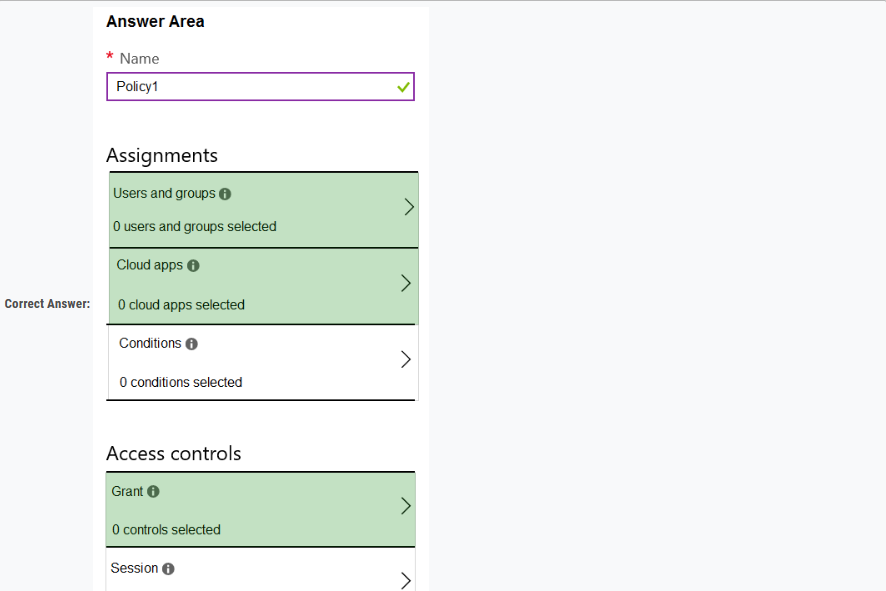 Answer Area
* Name
Policy1
Assignments
Users and groups
0 users and groups selected
Cloud apps
0 cloud apps selected
Correct Answer:
Conditions
0 conditions selected
Access controls
Grant
0 controls selected
Session